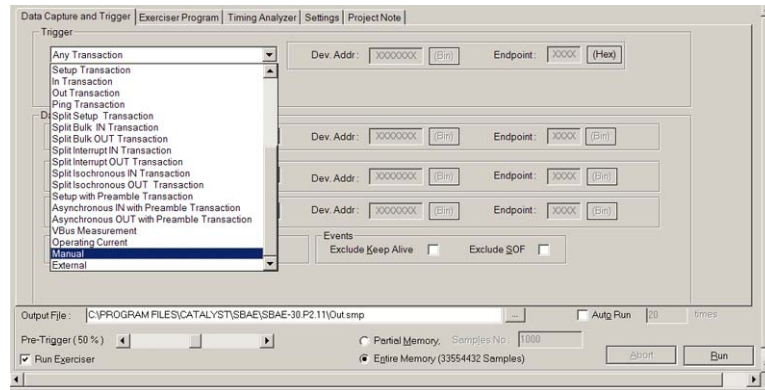 Data Capture and Trigger Exerciser Program Timing Analyzer Settings Project Note
Trigger
Any Transaction Dev. Addr: XXXXXXX (Bin) Endpoint: XXXX (Hex)
Setup Transaction
In Transaction
Out Transaction
Ping Transaction
Split Setup Transaction
Split Bulk IN Transaction
Split Bulk OUT Transaction
Dev. Addr: XXXXXXX (Bin) Endpoint: XXXX (Bin)
Split Interrupt IN Transaction
Split Interrupt OUT Transaction
Split Isochronous IN Transaction
Split Isochronous OUT Transaction
Dev. Addr: XXXXXXX (Bin) Endpoint: XXXX (Bin)
Setup with Preamble Transaction
Asynchronous IN with Preamble Transaction
Asynchronous OUT with Preamble Transaction
Dev. Addr: XXXXXXX (Bin) Endpoint: XXXX (Bin)
VBus Measurement
Operating Current
Manual
External
Events
Exclude Keep Alive Exclude SOF
Output File : C:\PROGRAM FILES\CATALYST\SBAE\SBAE-30.P2.11\Out.smp ... Auto Run 20 times
Pre-Trigger ( 50 % ) Partial Memory, Samples No: 1000
Run Exerciser Entire Memory (33554432 Samples) Abort Run